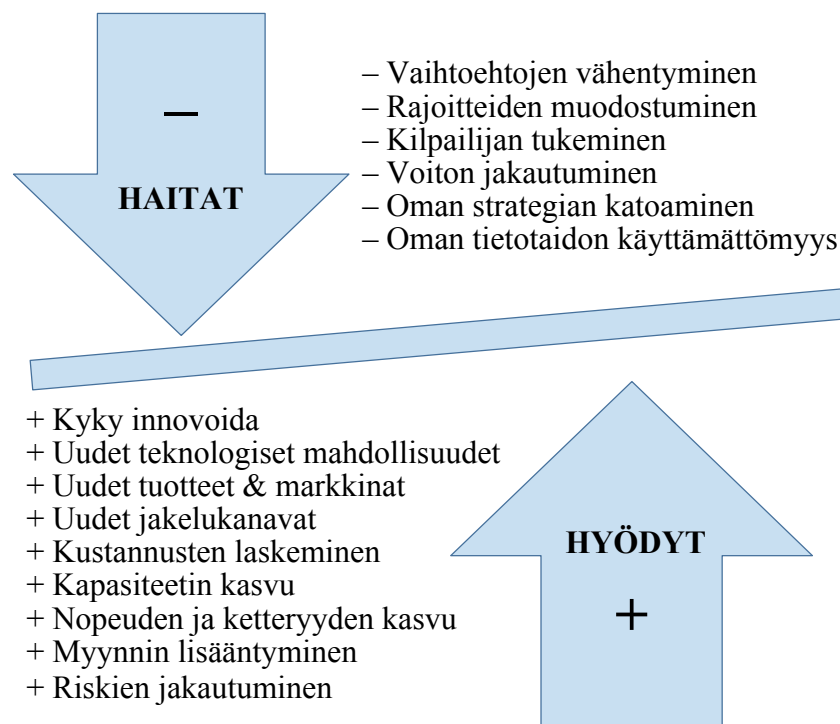 –
HAITAT
– Vaihtoehtojen vähentyminen
– Rajoitteiden muodostuminen
– Kilpailijan tukeminen
– Voiton jakautuminen
– Oman strategian katoaminen
– Oman tietotaidon käyttämättömyys
+ Kyky innovoida
+ Uudet teknologiset mahdollisuudet
+ Uudet tuotteet & markkinat
+ Uudet jakelukanavat
+ Kustannusten laskeminen
+ Kapasiteetin kasvu
+ Nopeuden ja ketteryyden kasvu
+ Myynnin lisääntyminen
+ Riskien jakautuminen
HYÖDYT
+